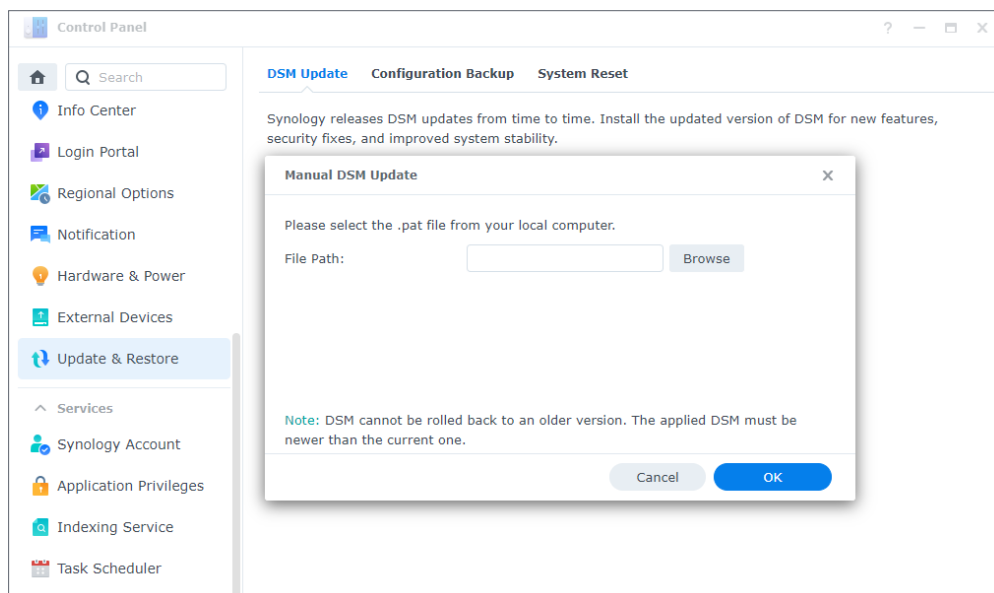 Control Panel
?
Search
Info Center
Login Portal
Regional Options
Notification
Hardware & Power
External Devices
Update & Restore
Services
Synology Account
Application Privileges
Indexing Service
Task Scheduler
DSM Update Configuration Backup System Reset
Synology releases DSM updates from time to time. Install the updated version of DSM for new features,
security fixes, and improved system stability.
Manual DSM Update
Please select the .pat file from your local computer.
File Path: Browse
Note: DSM cannot be rolled back to an older version. The applied DSM must be
newer than the current one.
Cancel OK